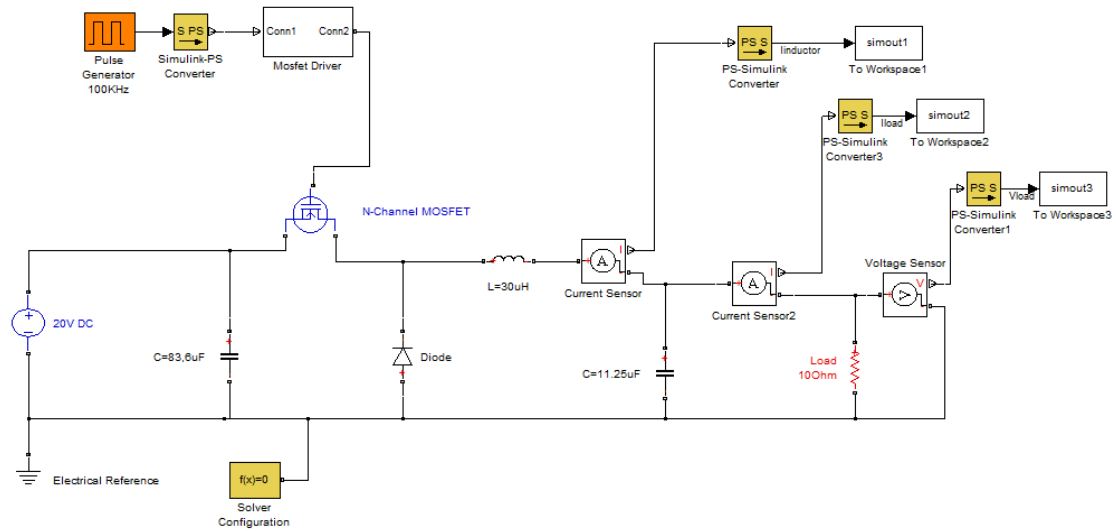 Pulse
Generator
100KHz
S PS
Simulink-PS
Converter
Conn1
Conn2
Mosfet Driver
PS S
PS-Simulink
Converter
Iinductor
simout1
To Workspace1
PS S
PS-Simulink
Converter3
Iload
simout2
To Workspace2
PS S
PS-Simulink
Converter1
Vload
simout3
To Workspace3
N-Channel MOSFET
20V DC
C=83,6uF
Diode
L=30uH
A
I
Current Sensor
A
I
Current Sensor2
Voltage Sensor
V
V
C=11.25uF
Load
10Ohm
Electrical Reference
f(x)=0
Solver
Configuration